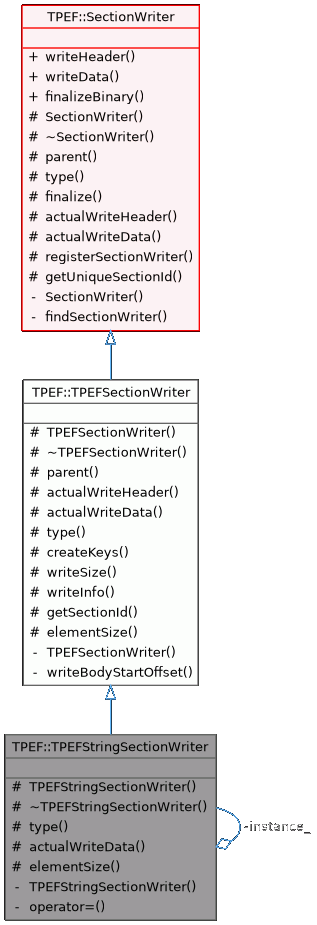 TPEF::SectionWriter
+ writeHeader()
+ writeData()
+ finalizeBinary()
# SectionWriter()
# ~SectionWriter()
# parent()
# type()
# finalize()
# actualWriteHeader()
# actualWriteData()
# registerSectionWriter()
# getUniqueSectionId()
- SectionWriter()
- findSectionWriter()
TPEF::TPEFSectionWriter
# TPEFSectionWriter()
# ~TPEFSectionWriter()
# parent()
# actualWriteHeader()
# actualWriteData()
# type()
# createKeys()
# writeSize()
# writeInfo()
# getSectionId()
# elementSize()
- TPEFSectionWriter()
- writeBodyStartOffset()
TPEF::TPEFStringSectionWriter
# TPEFStringSectionWriter()
# ~TPEFStringSectionWriter()
# type()
# actualWriteData()
# elementSize()
- TPEFStringSectionWriter()
- operator=()
-instance_